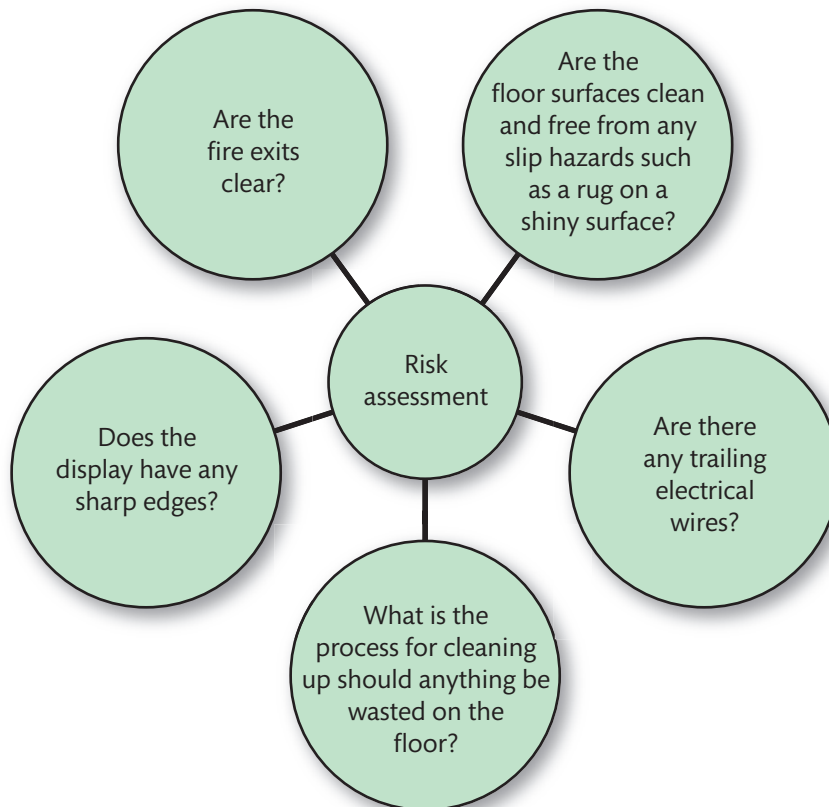 Are the
fire exits
clear?
Are the
floor surfaces clean
and free from any
slip hazards such
as a rug on a
shiny surface?
Risk
assessment
Does the
display have any
sharp edges?
Are there
any trailing
electrical
wires?
What is the
process for cleaning
up should anything be
wasted on the
floor?